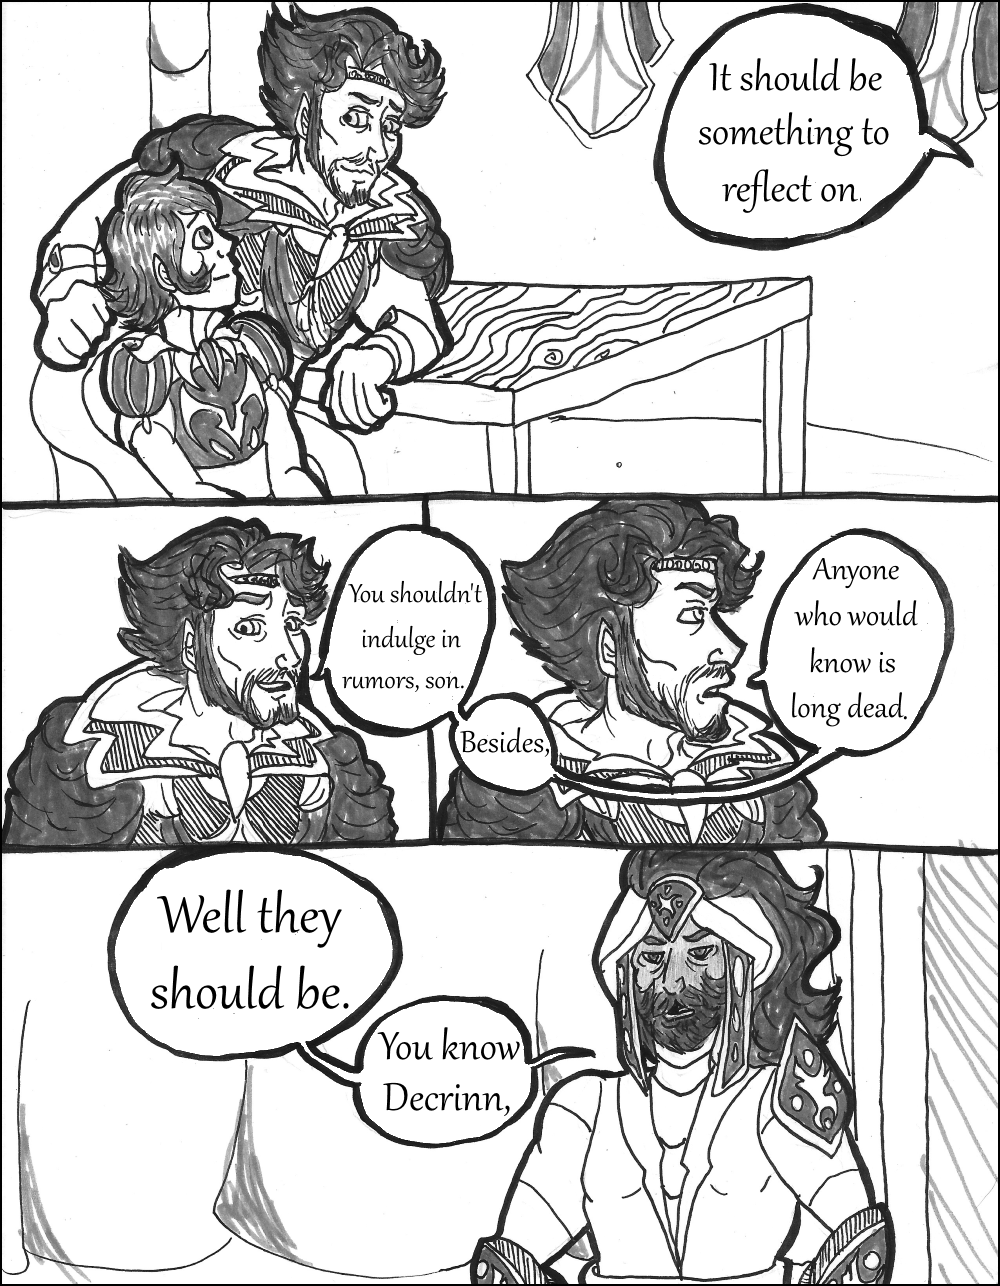 It should be
something to
reflect on.
You shouldn't
indulge in
rumors, son.
Besides,
Anyone
who would
know is
long dead.
Well they
should be.
You know
Decrinn,